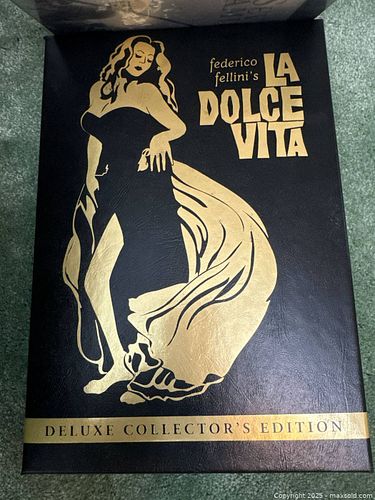 federico
fellini's
LA
DOLCE
VITA
DELUXE COLLECTOR'S EDITION
Copyright 2025 - maxsold.com